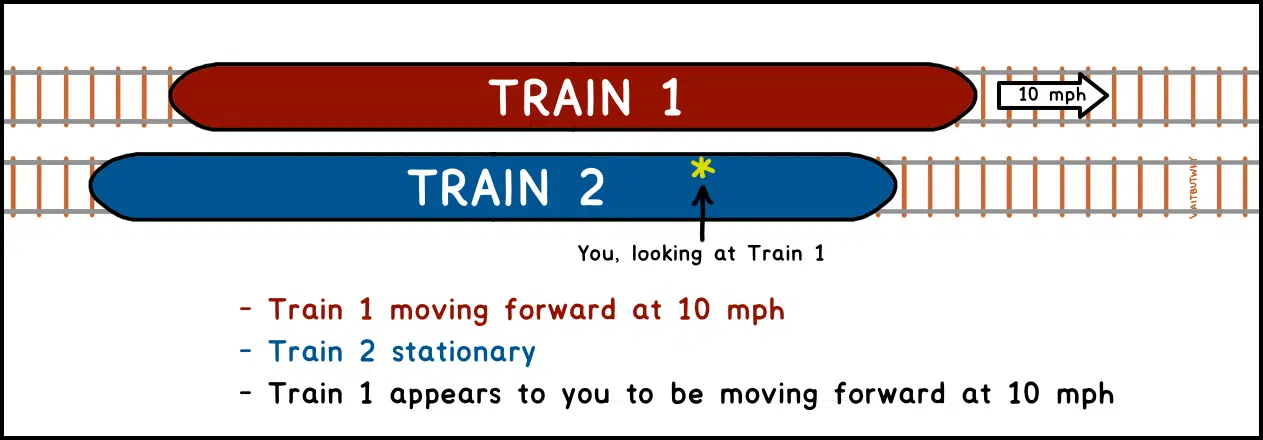 TRAIN 1
10 mph
TRAIN 2
WAITBUTWHY
You, looking at Train 1
- Train 1 moving forward at 10 mph
- Train 2 stationary
- Train 1 appears to you to be moving forward at 10 mph